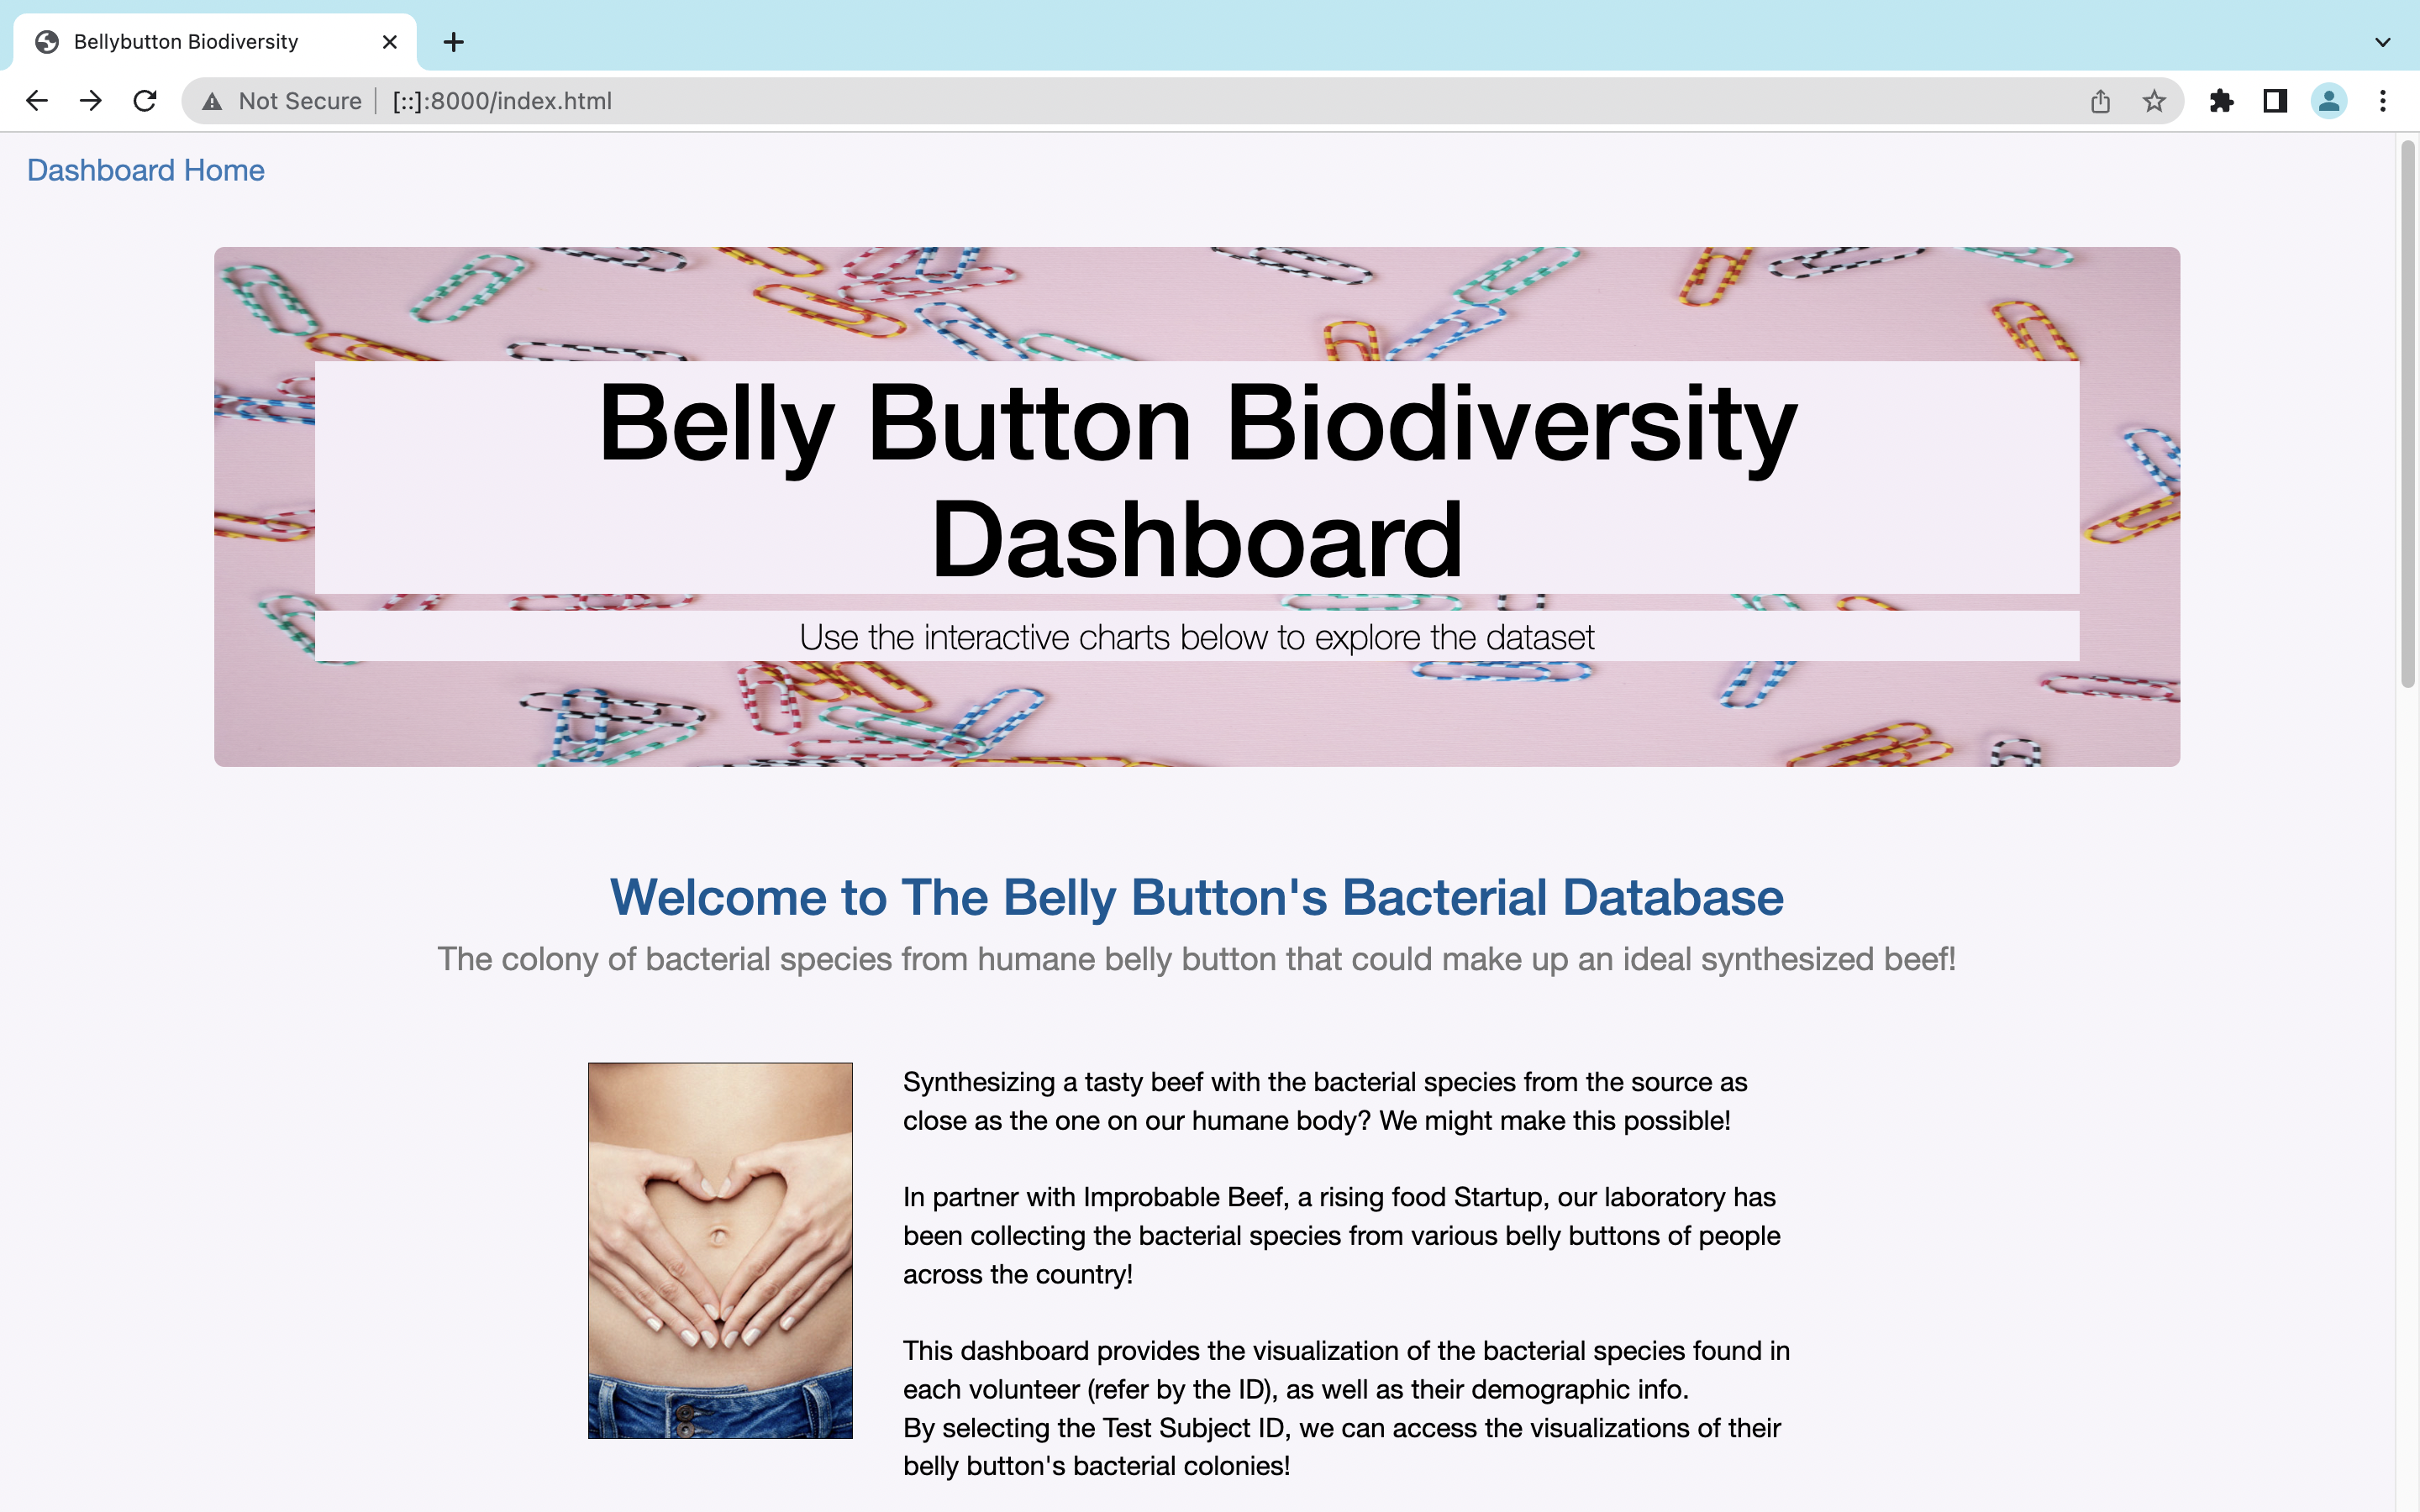 Bellybutton Biodiversity
Not Secure
[::]:8000/index.html
Dashboard Home
Belly Button Biodiversity
Dashboard
Use the interactive charts below to explore the dataset
Welcome to The Belly Button's Bacterial Database
The colony of bacterial species from humane belly button that could make up an ideal synthesized beef!
Synthesizing a tasty beef with the bacterial species from the source as
close as the one on our humane body? We might make this possible!
In partner with Improbable Beef, a rising food Startup, our laboratory has
been collecting the bacterial species from various belly buttons of people
across the country!
This dashboard provides the visualization of the bacterial species found in
each volunteer (refer by the ID), as well as their demographic info.
By selecting the Test Subject ID, we can access the visualizations of their
belly button's bacterial colonies!